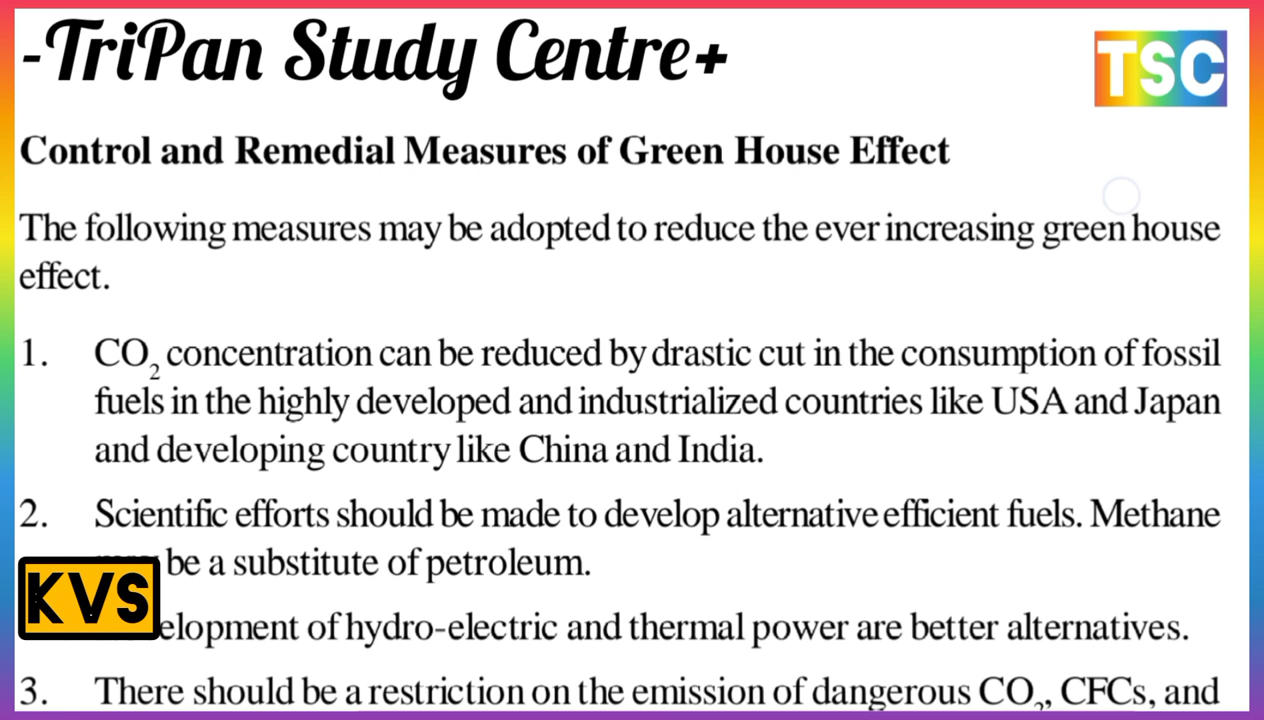 -TriPan Study Centre+
TSC
Control and Remedial Measures of Green House Effect
The following measures may be adopted to reduce the ever increasing green house
effect.
1. CO₂ concentration can be reduced by drastic cut in the consumption of fossil
fuels in the highly developed and industrialized countries like USA and Japan
and developing country like China and India.
2. Scientific efforts should be made to develop alternative efficient fuels. Methane
be a substitute of petroleum.
KVS
elopment of hydro-electric and thermal power are better alternatives.
3. There should be a restriction on the emission of dangerous CO₂, CFCs, and